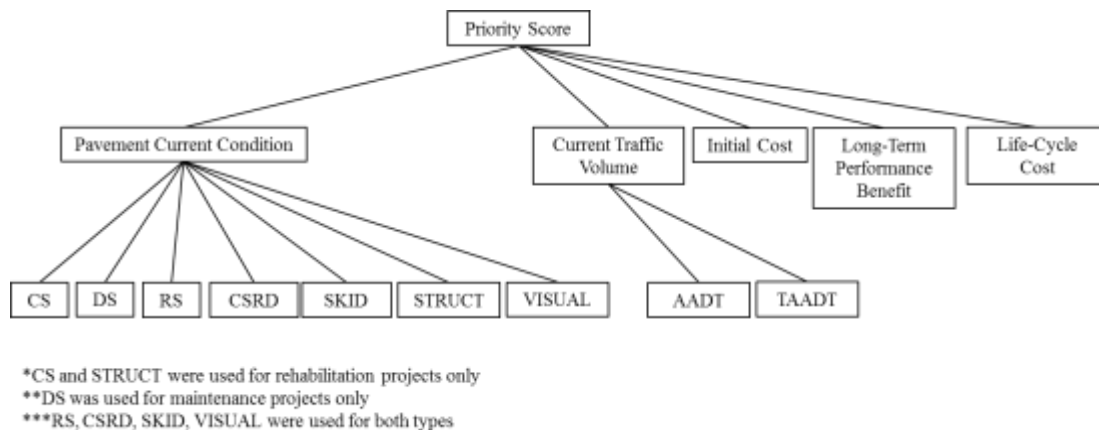 Priority Score
Pavement Current Condition
Current Traffic
Volume
Initial Cost
Long-Term
Performance
Benefit
Life-Cycle
Cost
CS
DS
RS
CSRD
SKID
STRUCT
VISUAL
AADT
TAADT
*CS and STRUCT were used for rehabilitation projects only
**DS was used for maintenance projects only
***RS, CSRD, SKID, VISUAL were used for both types